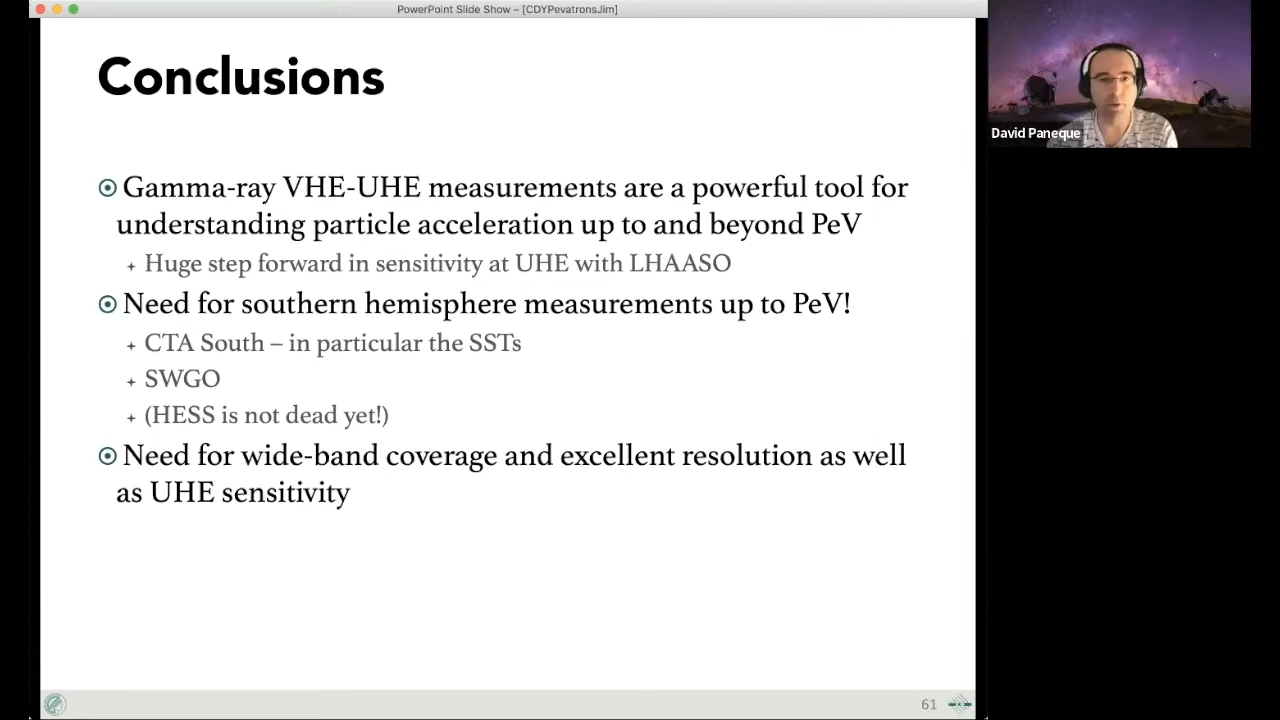 PowerPoint Slide Show – [CDYPevatronsJim]
Conclusions
Gamma-ray VHE-UHE measurements are a powerful tool for
understanding particle acceleration up to and beyond PeV
Huge step forward in sensitivity at UHE with LHAASO
Need for southern hemisphere measurements up to PeV!
CTA South – in particular the SSTs
SWGO
(HESS is not dead yet!)
Need for wide-band coverage and excellent resolution as well
as UHE sensitivity
61
David Paneque